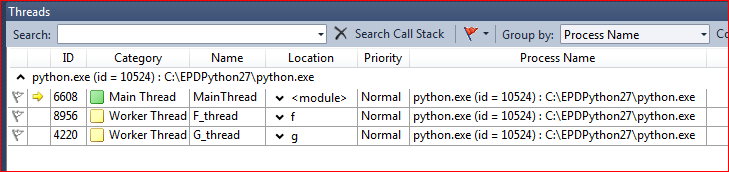 Threads
Search: Search Call Stack Group by: Process Name Co
ID Category Name Location Priority Process Name
python.exe (id = 10524) : C:\EPDPython27\python.exe
6608 Main Thread MainThread <module> Normal python.exe (id = 10524) : C:\EPDPython27\python.exe
8956 Worker Thread F_thread f Normal python.exe (id = 10524) : C:\EPDPython27\python.exe
4220 Worker Thread G_thread g Normal python.exe (id = 10524) : C:\EPDPython27\python.exe